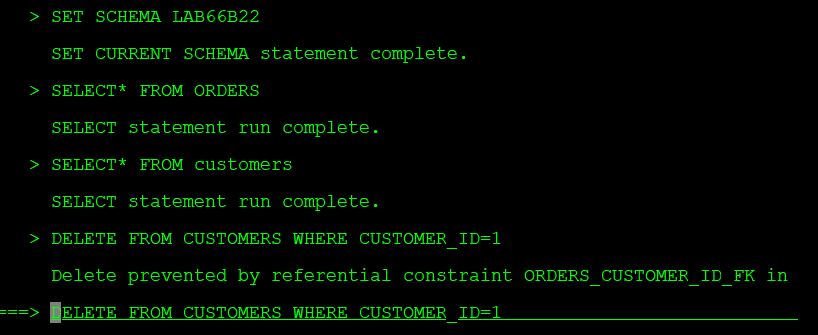 > SET SCHEMA LAB66B22
SET CURRENT SCHEMA statement complete.
> SELECT* FROM ORDERS
SELECT statement run complete.
> SELECT* FROM customers
SELECT statement run complete.
> DELETE FROM CUSTOMERS WHERE CUSTOMER_ID=1
Delete prevented by referential constraint ORDERS_CUSTOMER_ID_FK in
===> DELETE FROM CUSTOMERS WHERE CUSTOMER_ID=1